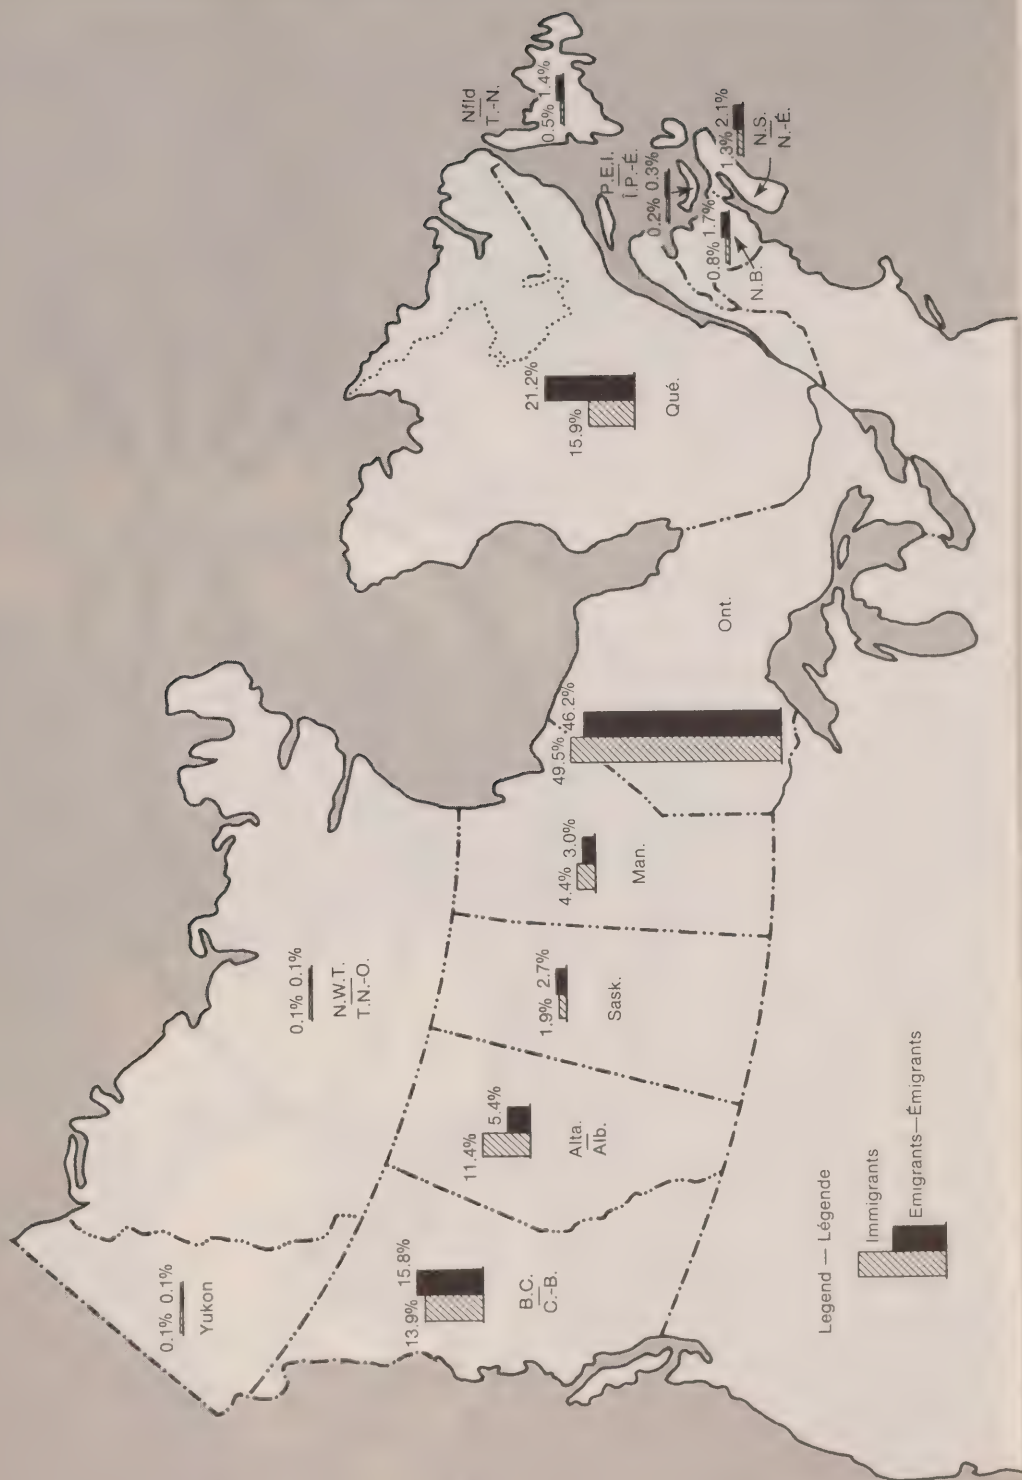 0.1% 0.1%
Yukon
0.1% 0.1%
N.W.T.
T.N.-O.
13.9% 15.8%
B.C.
C.-B.
11.4% 5.4%
Alta.
Alb.
1.9% 2.7%
Sask.
4.4% 3.0%
Man.
49.5% 46.2%
Ont.
15.9% 21.2%
Qué.
Nfld
T.-N.
0.5% 1.4%
P.E.I.
Î.P.-É.
0.2% 0.3%
0.8% 1.7%
N.B.
1.3% 2.1%
N.S.
N.-É.
Legend — Légende
Immigrants
Emigrants—Émigrants